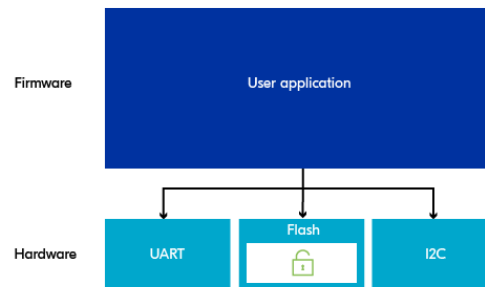 Firmware
User application
Hardware
UART
Flash
I2C